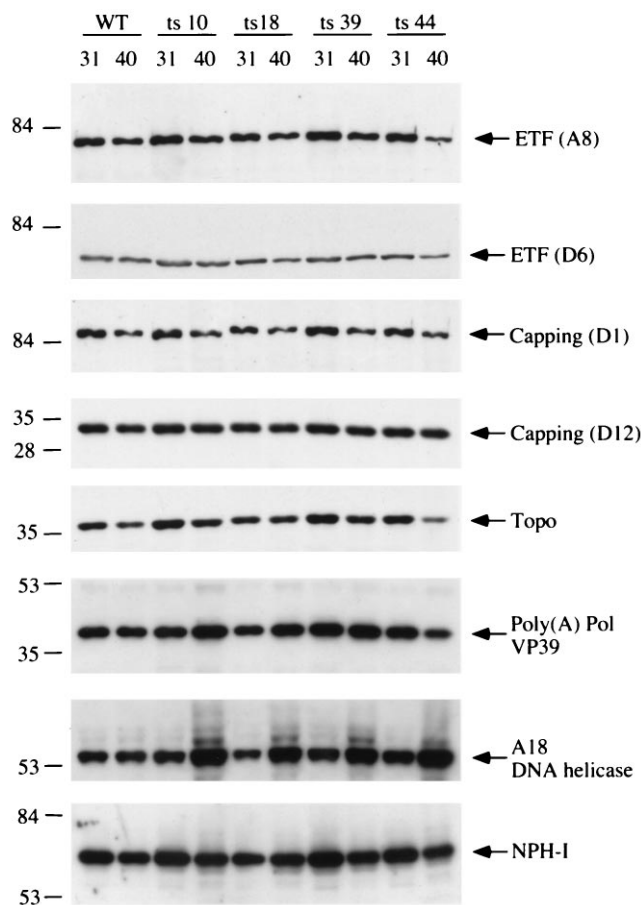 WT ts 10 ts18 ts 39 ts 44
31 40 31 40 31 40 31 40 31 40
84
ETF (A8)
84
ETF (D6)
84
Capping (D1)
35
28
Capping (D12)
35
Topo
53
35
Poly(A) Pol
VP39
53
A18
DNA helicase
84
53
NPH-I